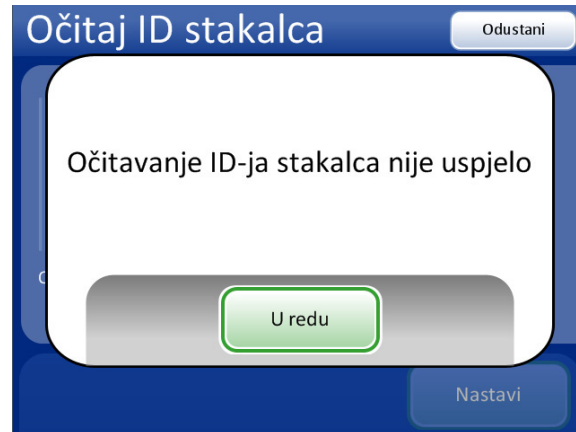 Očitaj ID stakalca
Odustani
Očitavanje ID-ja stakalca nije uspjelo
U redu
Nastavi